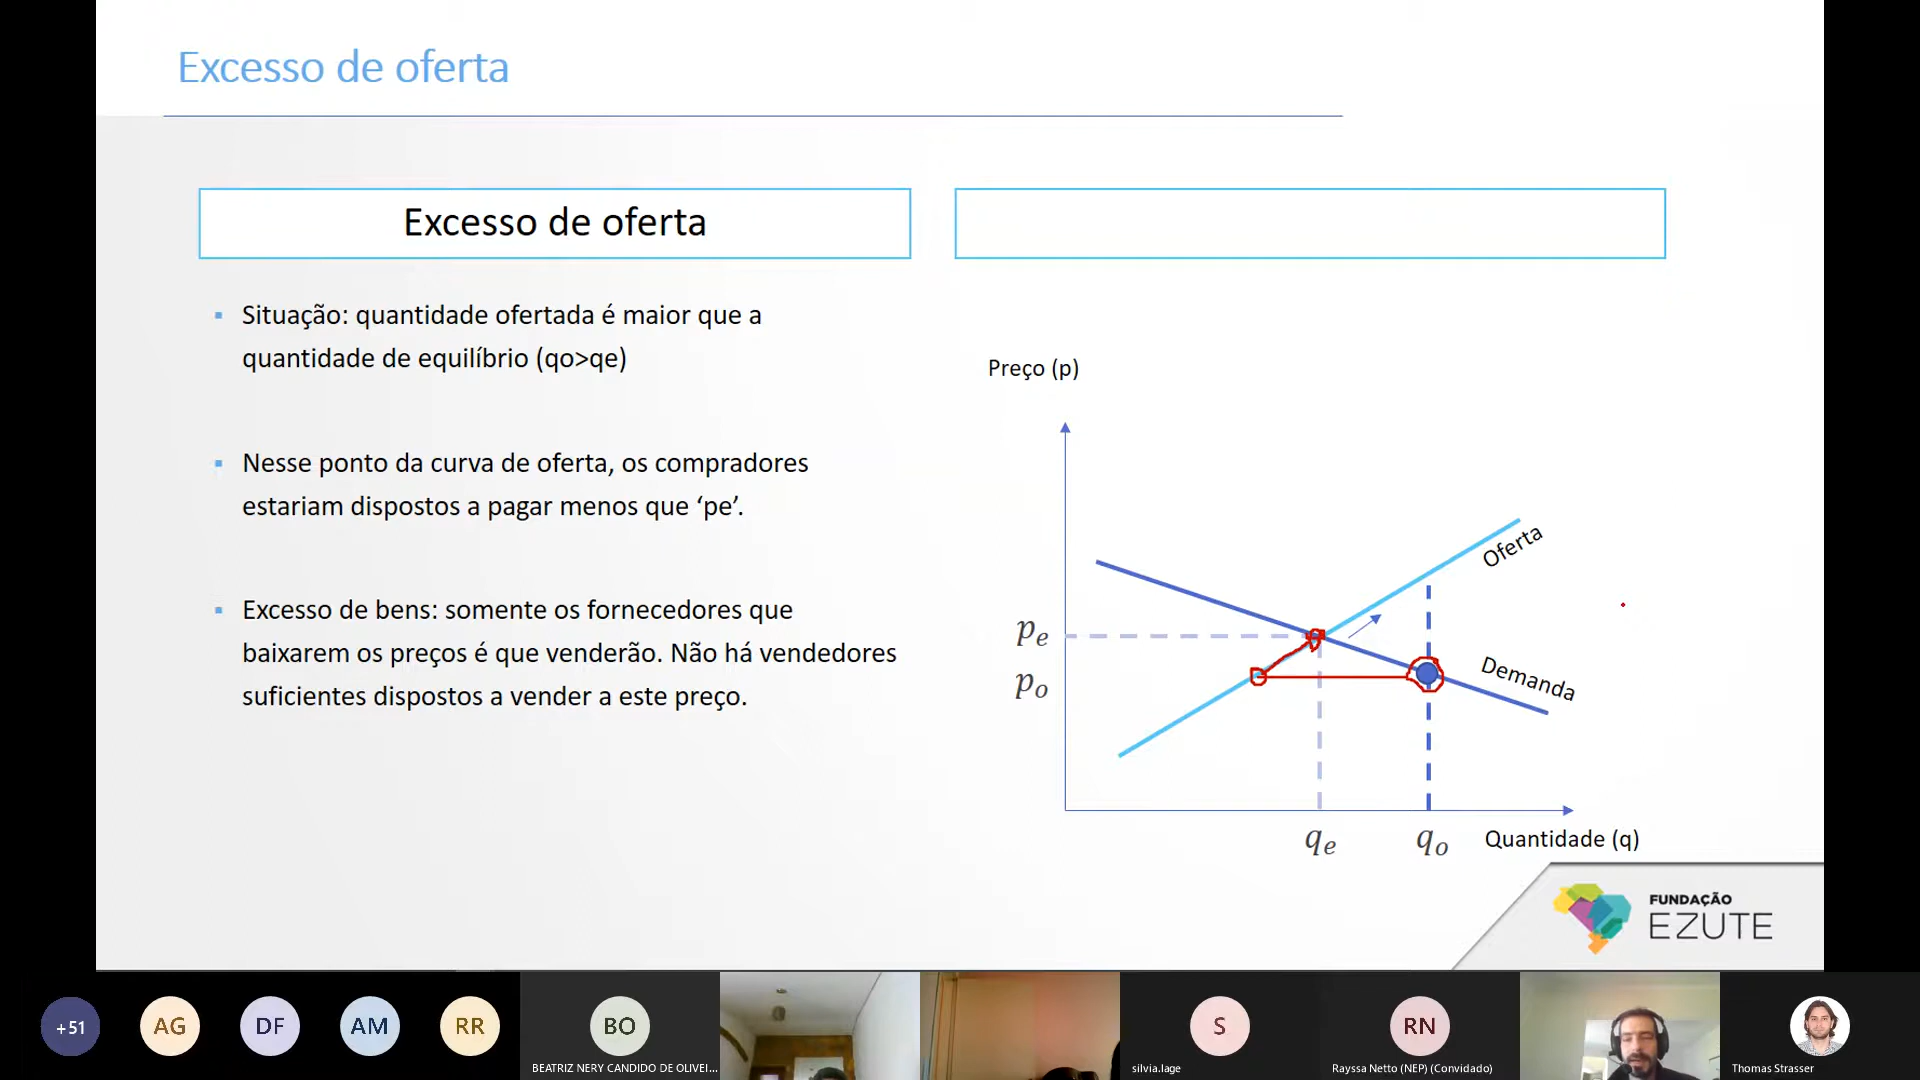 Excesso de oferta
Excesso de oferta
Situação: quantidade ofertada é maior que a
quantidade de equilíbrio (qo>qe)
Nesse ponto da curva de oferta, os compradores
estariam dispostos a pagar menos que ‘pe’.
Excesso de bens: somente os fornecedores que
baixarem os preços é que venderão. Não há vendedores
suficientes dispostos a vender a este preço.
Preço (p)
Oferta
pe
po
Demanda
qe
qo
Quantidade (q)
FUNDAÇÃO
EZUTE
+51
AG
DF
AM
RR
BO
BEATRIZ NERY CANDIDO DE OLIVEI...
S
silvia.lage
RN
Rayssa Netto (NEP) (Convidado)
Thomas Strasser